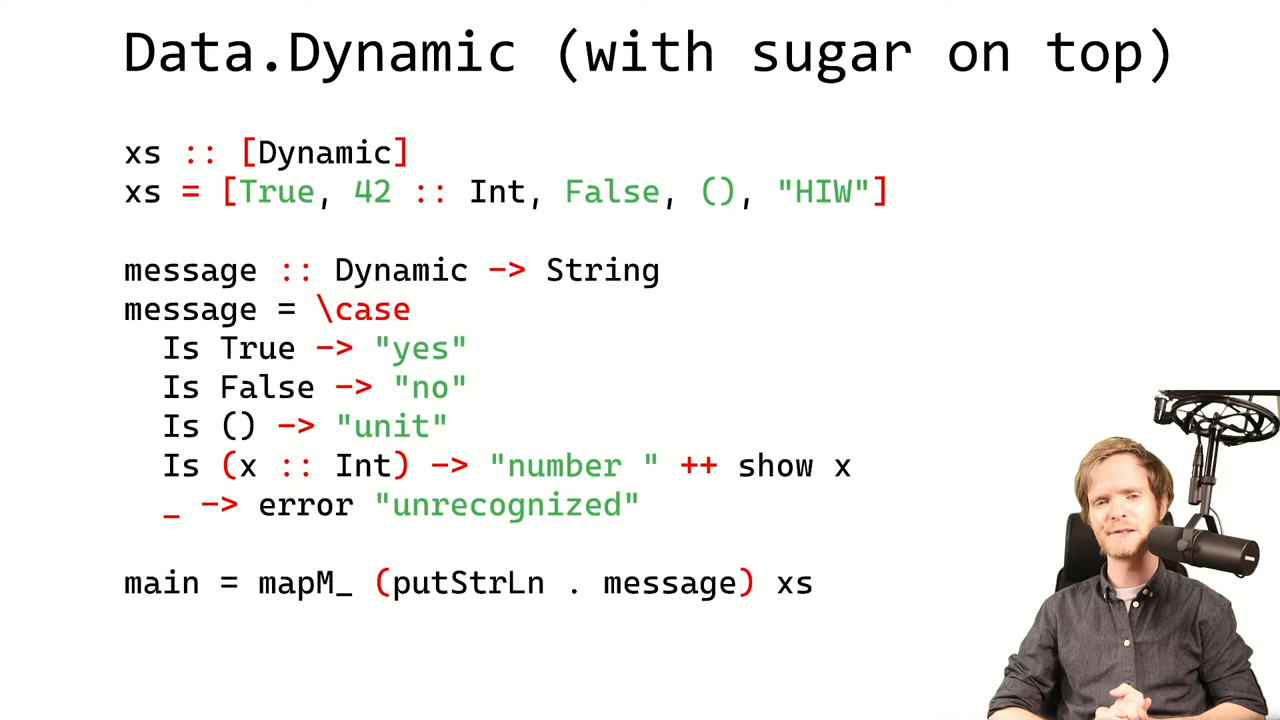 Data.Dynamic (with sugar on top)
xs :: [Dynamic]
xs = [True, 42 :: Int, False, (), "HIW"]
message :: Dynamic -> String
message = \case
  Is True -> "yes"
  Is False -> "no"
  Is () -> "unit"
  Is (x :: Int) -> "number " ++ show x
  _ -> error "unrecognized"
main = mapM_ (putStrLn . message) xs